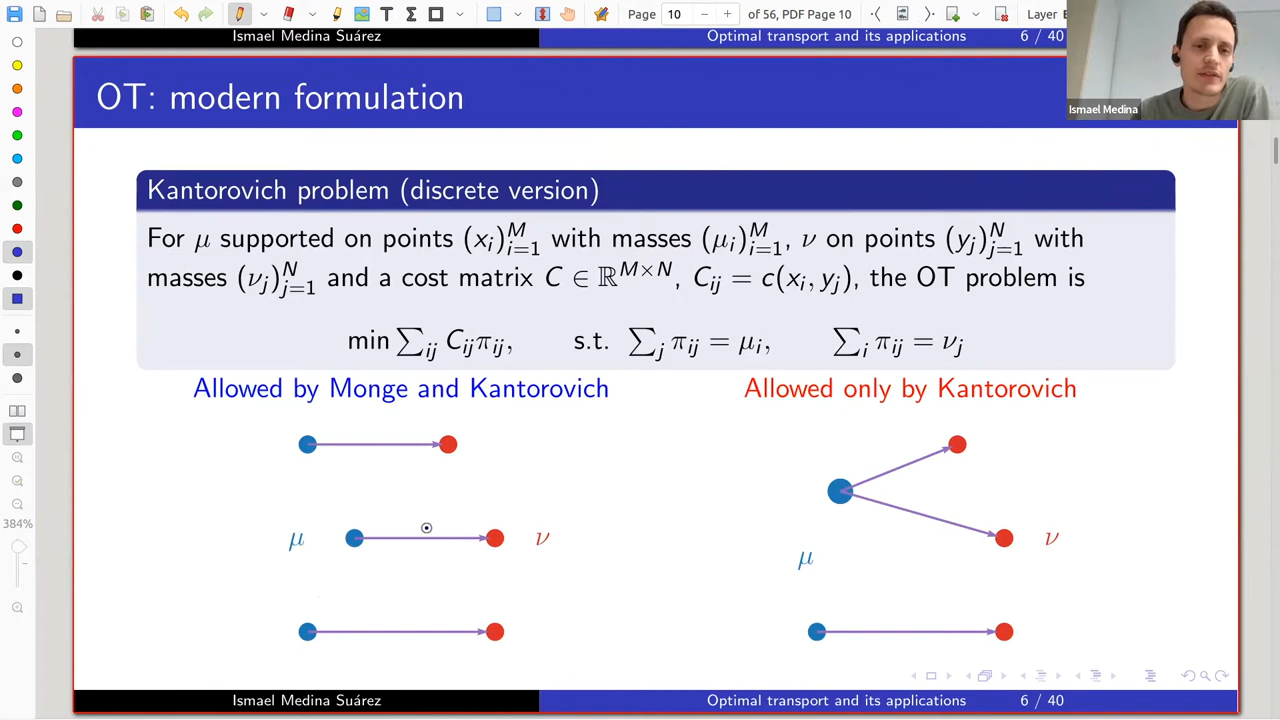 Page 10 of 56, PDF Page 10 Layer
Ismael Medina Suárez Optimal transport and its applications 6 / 40
Ismael Medina
OT: modern formulation
Kantorovich problem (discrete version)
For μ supported on points (x_i)_{i=1}^M with masses (μ_i)_{i=1}^M, ν on points (y_j)_{j=1}^N with
masses (ν_j)_{j=1}^N and a cost matrix C ∈ ℝ^{M×N}, C_{ij} = c(x_i, y_j), the OT problem is
min ∑_{ij} C_{ij}π_{ij}, s.t. ∑_j π_{ij} = μ_i, ∑_i π_{ij} = ν_j
Allowed by Monge and Kantorovich Allowed only by Kantorovich
μ ν μ ν
384%
Ismael Medina Suárez Optimal transport and its applications 6 / 40